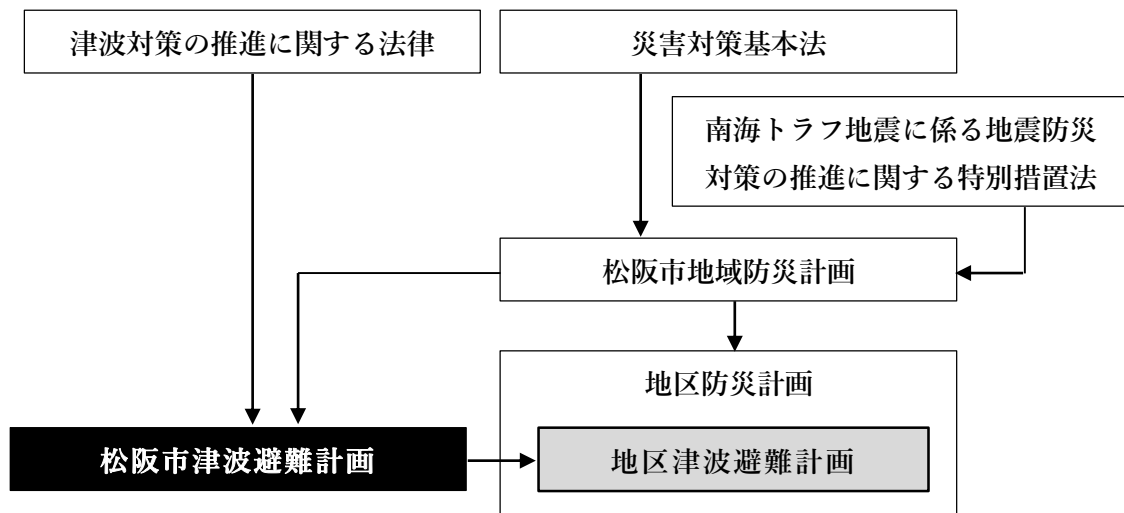 津波対策の推進に関する法律
災害対策基本法
南海トラフ地震に係る地震防災
対策の推進に関する特別措置法
松阪市地域防災計画
地区防災計画
松阪市津波避難計画
地区津波避難計画